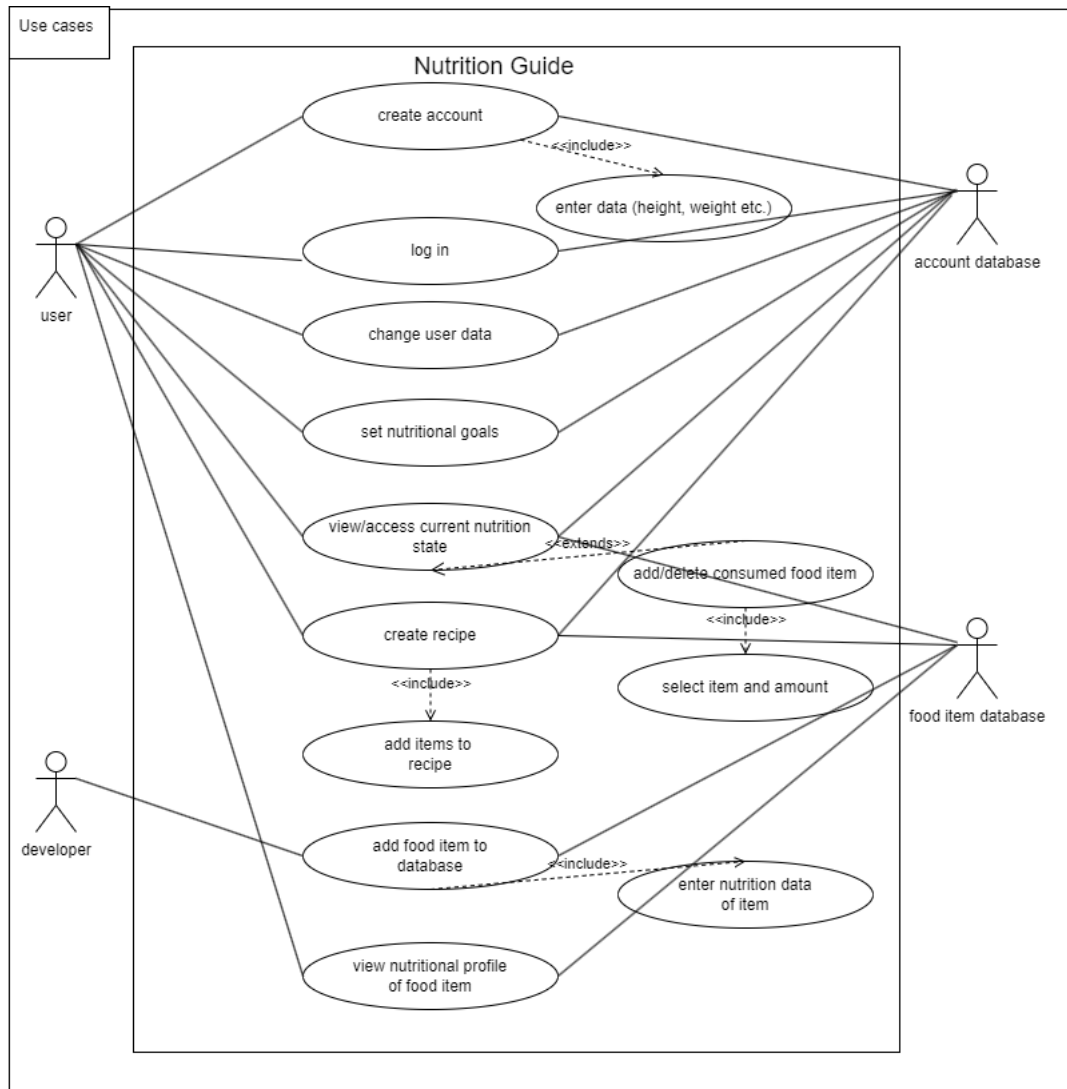 Use cases
Nutrition Guide
create account
<<include>>
enter data (height, weight etc.)
account database
log in
user
change user data
set nutritional goals
view/access current nutrition
state
<<extends>>
add/delete consumed food item
<<include>>
create recipe
<<include>>
select item and amount
food item database
add items to
recipe
developer
add food item to
database
<<include>>
enter nutrition data
of item
view nutritional profile
of food item